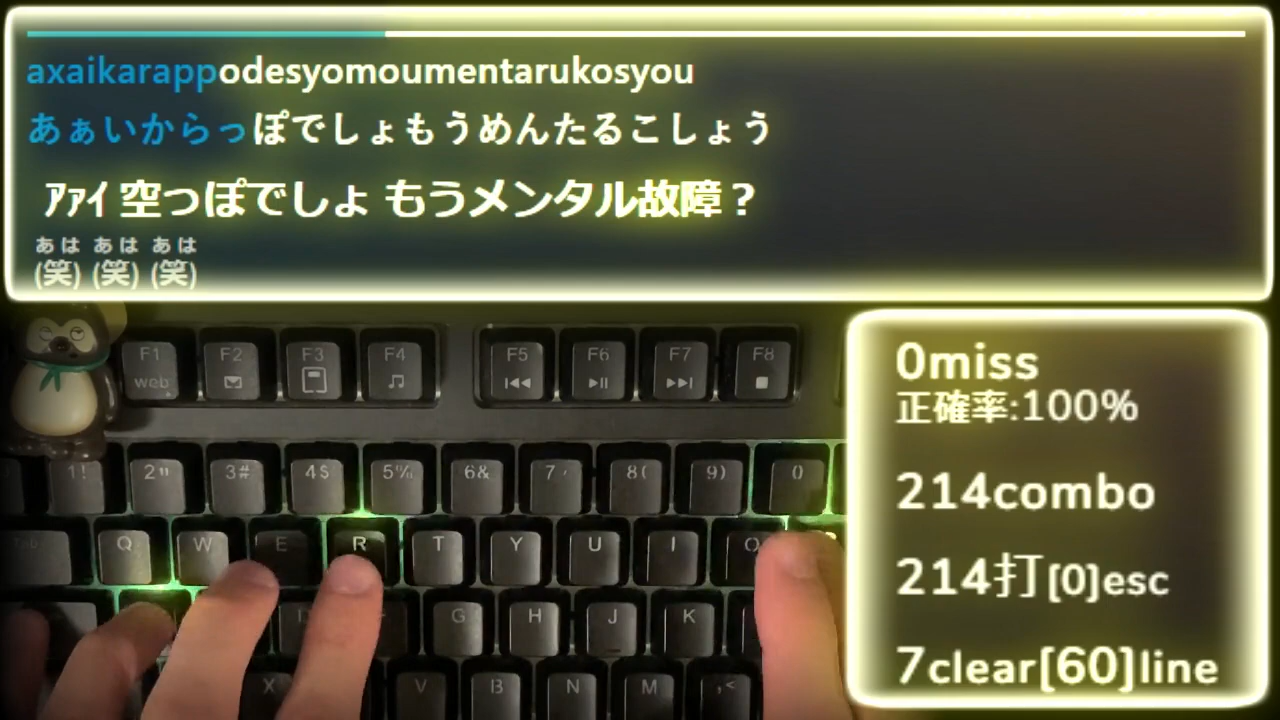 axaikarappodesyomoumentarukosyou
あぁいからっぽでしょもうめんたるこしょう
ｱｧｲ 空っぽでしょ もうメンタル故障？
あは あは あは
(笑) (笑) (笑)
0miss
正確率:100%
214combo
214打[0]esc
7clear[60]line
F1 F2 F3 F4 F5 F6 F7 F8
web
1! 2" 3# 4$ 5% 6& 7' 8( 9) 0
Tab Q W E R T Y U I O
D G H J K
X V B N M ,<